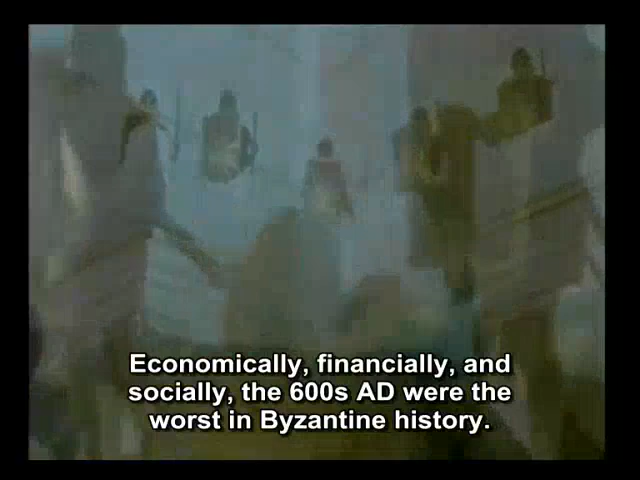 Economically, financially, and
socially, the 600s AD were the
worst in Byzantine history.